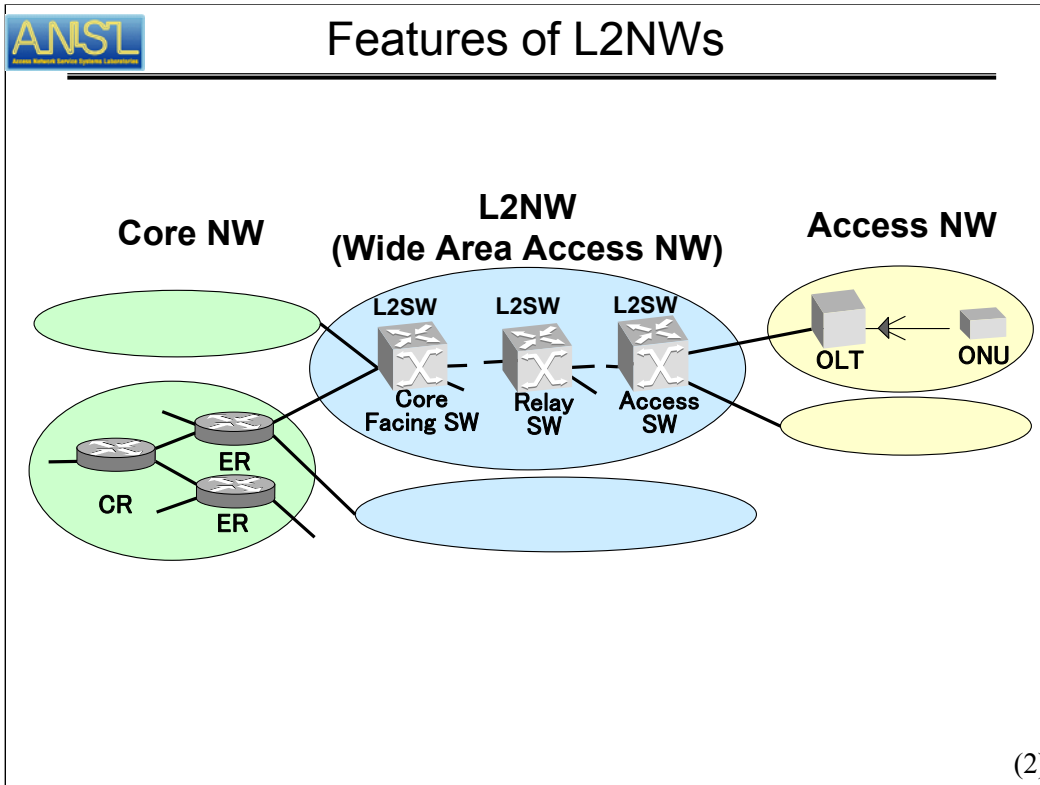 ANSL
Access Network Service Systems Laboratories
Features of L2NWs
Core NW
L2NW
(Wide Area Access NW)
Access NW
L2SW
L2SW
L2SW
Core
Facing SW
Relay
SW
Access
SW
OLT
ONU
ER
CR
ER
(2)